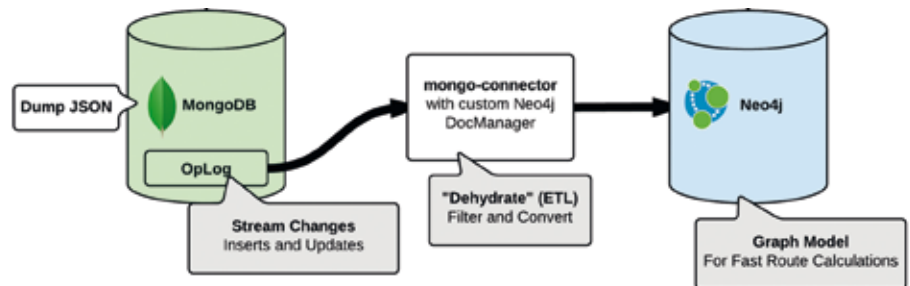 Dump JSON
MongoDB
OpLog
Stream Changes
Inserts and Updates
mongo-connector
with custom Neo4j
DocManager
"Dehydrate" (ETL)
Filter and Convert
Neo4j
Graph Model
For Fast Route Calculations